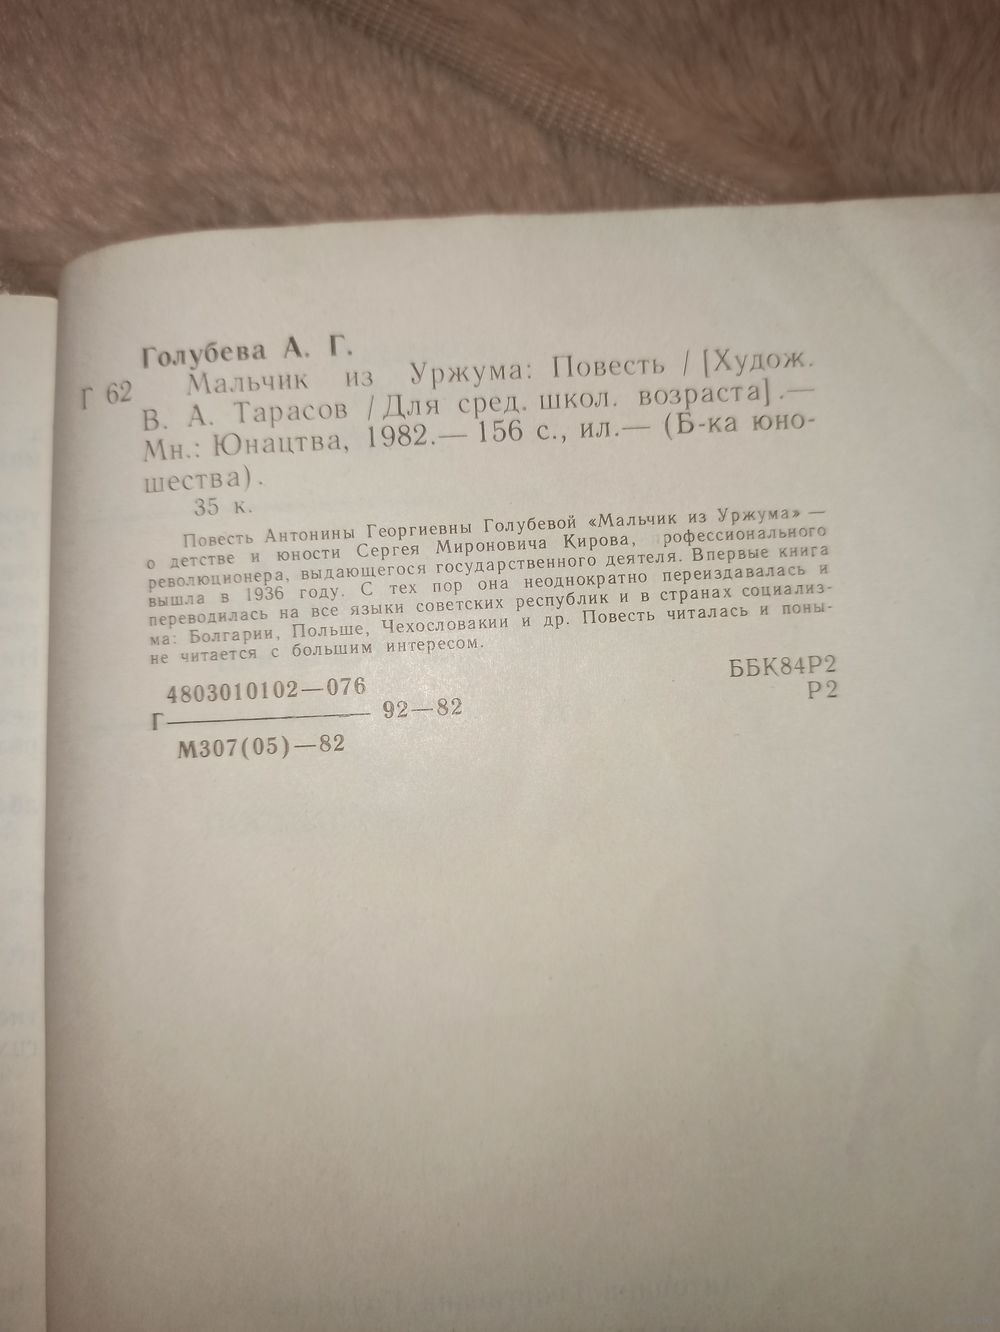 Голубева А. Г.
Г 62 Мальчик из Уржума: Повесть / [Худож.
В. А. Тарасов / Для сред. школ. возраста].—
Мн.: Юнацтва, 1982.— 156 с., ил.— (Б-ка юно-
шества).
35 к.
Повесть Антонины Георгиевны Голубевой «Мальчик из Уржума» —
о детстве и юности Сергея Мироновича Кирова, рофессионального
революционера, выдающегося государственного деятеля. Впервые книга
вышла в 1936 году. С тех пор она неоднократно переиздавалась и
переводилась на все языки советских республик и в странах социализ-
ма: Болгарии, Польше, Чехословакии и др. Повесть читалась и поны-
не читается с большим интересом.
4803010102—076
Г 92—82
М307(05)—82
ББК84Р2
Р2